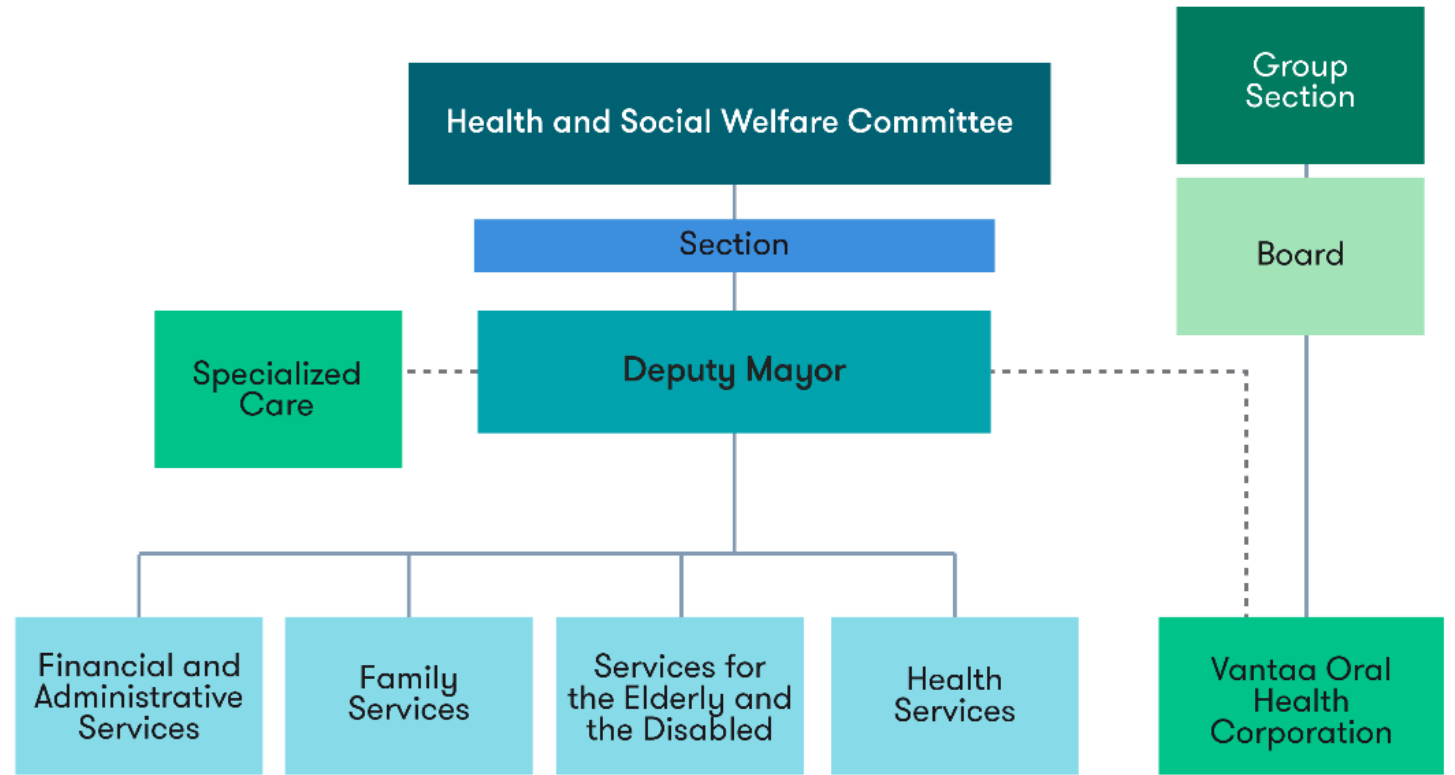 Group
Section
Health and Social Welfare Committee
Section
Board
Specialized
Care
Deputy Mayor
Financial and
Administrative
Services
Family
Services
Services for
the Elderly and
the Disabled
Health
Services
Vantaa Oral
Health
Corporation